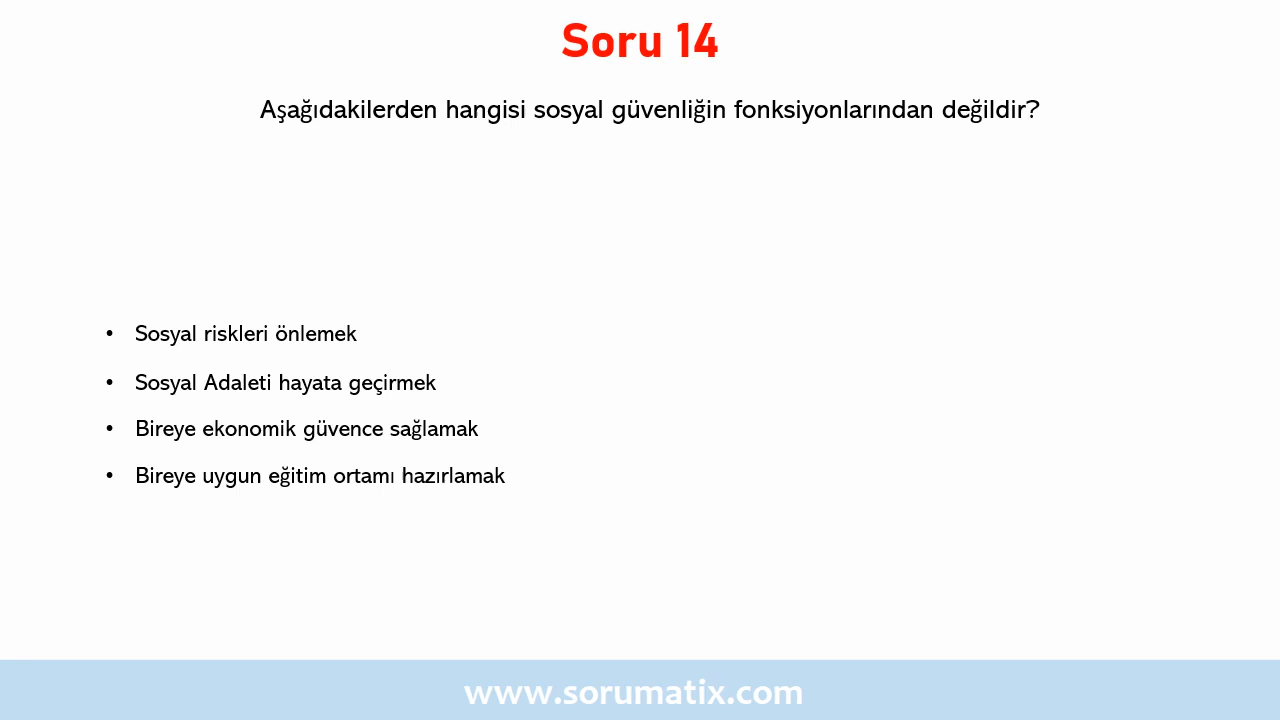 Soru 14
Aşağıdakilerden hangisi sosyal güvenliğin fonksiyonlarından değildir?
• Sosyal riskleri önlemek
• Sosyal Adaleti hayata geçirmek
• Bireye ekonomik güvence sağlamak
• Bireye uygun eğitim ortamı hazırlamak
www.sorumatix.com